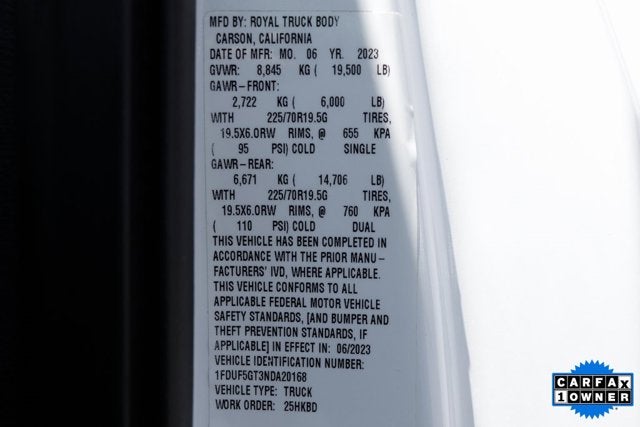 MFD BY: ROYAL TRUCK BODY
CARSON, CALIFORNIA
DATE OF MFR: MO. 06 YR. 2023
GVWR: 8,845 KG ( 19,500 LB)
GAWR-FRONT:
2,722 KG ( 6,000 LB)
WITH 225/70R19.5G TIRES,
19.5X6.0RW RIMS, @ 655 KPA
( 95 PSI) COLD SINGLE
GAWR-REAR:
6,671 KG ( 14,706 LB)
WITH 225/70R19.5G TIRES,
19.5X6.0RW RIMS, @ 760 KPA
( 110 PSI) COLD DUAL
THIS VEHICLE HAS BEEN COMPLETED IN
ACCORDANCE WITH THE PRIOR MANU-
FACTURERS' IVD, WHERE APPLICABLE.
THIS VEHICLE CONFORMS TO ALL
APPLICABLE FEDERAL MOTOR VEHICLE
SAFETY STANDARDS, [AND BUMPER AND
THEFT PREVENTION STANDARDS, IF
APPLICABLE] IN EFFECT IN: 06/2023
VEHICLE IDENTIFICATION NUMBER:
1FDUF5GT3NDA20168
VEHICLE TYPE: TRUCK
WORK ORDER: 25HKBD
CARFAX
1 OWNER